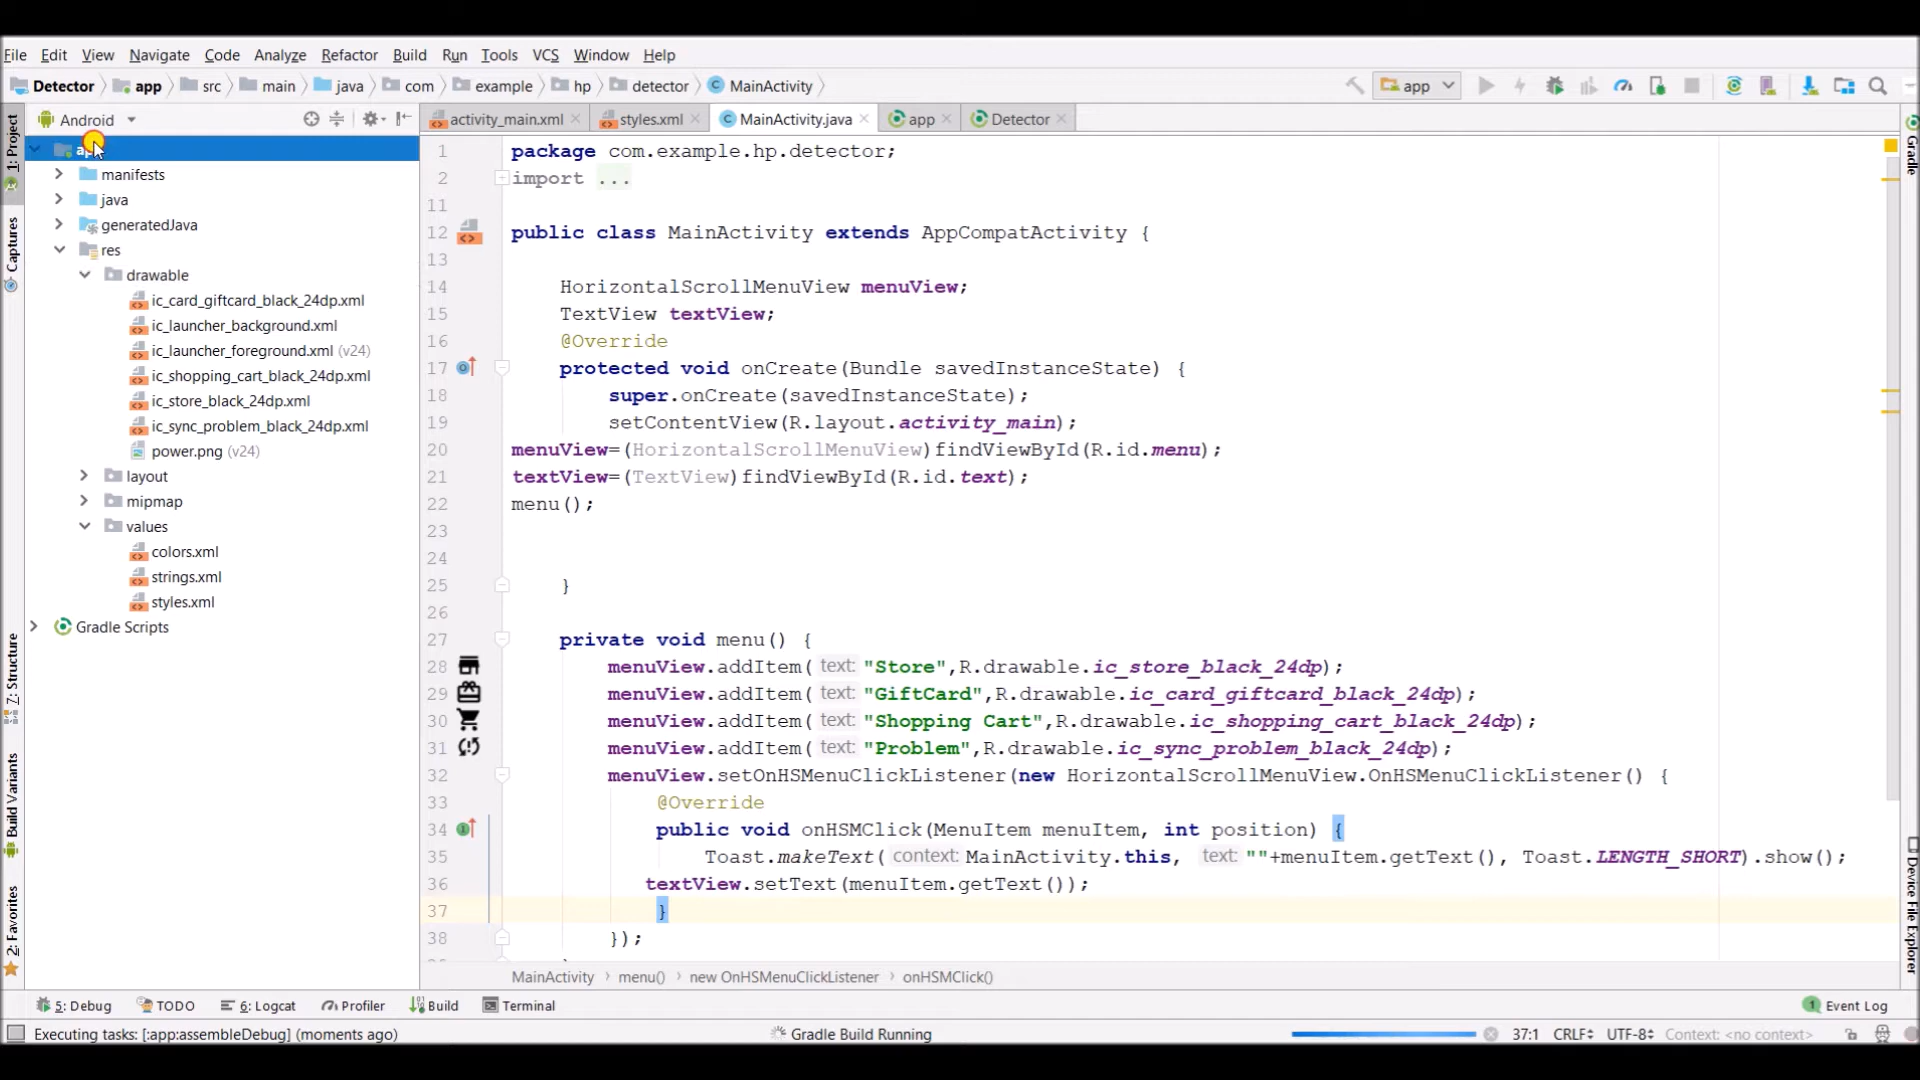 File Edit View Navigate Code Analyze Refactor Build Run Tools VCS Window Help
Detector app src main java com example hp detector MainActivity app
Android activity_main.xml styles.xml MainActivity.java app Detector
1: Project
Captures
7: Structure
Build Variants
2: Favorites
manifests
java
generatedJava
res
drawable
ic_card_giftcard_black_24dp.xml
ic_launcher_background.xml
ic_launcher_foreground.xml (v24)
ic_shopping_cart_black_24dp.xml
ic_store_black_24dp.xml
ic_sync_problem_black_24dp.xml
power.png (v24)
layout
mipmap
values
colors.xml
strings.xml
styles.xml
Gradle Scripts
1 package com.example.hp.detector;
2 import ...
11
12 public class MainActivity extends AppCompatActivity {
13
14 HorizontalScrollMenuView menuView;
15 TextView textView;
16 @Override
17 protected void onCreate(Bundle savedInstanceState) {
18 super.onCreate(savedInstanceState);
19 setContentView(R.layout.activity_main);
20 menuView=(HorizontalScrollMenuView)findViewById(R.id.menu);
21 textView=(TextView)findViewById(R.id.text);
22 menu();
23
24
25 }
26
27 private void menu() {
28 menuView.addItem( text: "Store",R.drawable.ic_store_black_24dp);
29 menuView.addItem( text: "GiftCard",R.drawable.ic_card_giftcard_black_24dp);
30 menuView.addItem( text: "Shopping Cart",R.drawable.ic_shopping_cart_black_24dp);
31 menuView.addItem( text: "Problem",R.drawable.ic_sync_problem_black_24dp);
32 menuView.setOnHSMenuClickListener(new HorizontalScrollMenuView.OnHSMenuClickListener() {
33 @Override
34 public void onHSMClick(MenuItem menuItem, int position) {
35 Toast.makeText( context: MainActivity.this, text: ""+menuItem.getText(), Toast.LENGTH_SHORT).show();
36 textView.setText(menuItem.getText());
37 }
38 });
MainActivity menu() new OnHSMenuClickListener onHSMClick()
Gradle
Device File Explorer
5: Debug TODO 6: Logcat Profiler Build Terminal 1 Event Log
Executing tasks: [:app:assembleDebug] (moments ago) Gradle Build Running 37:1 CRLF UTF-8 Context: <no context>